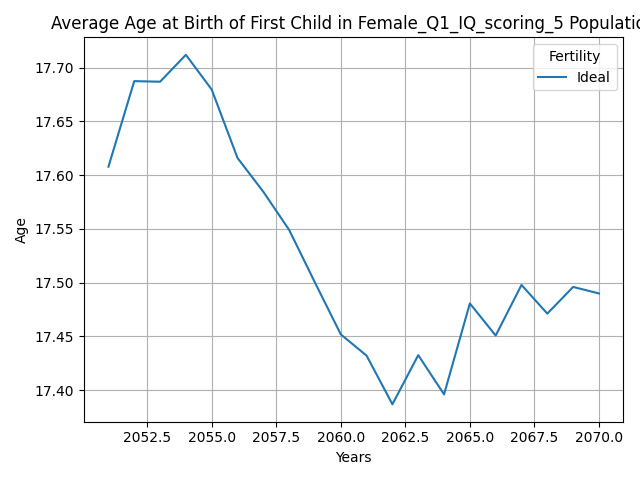 Average Age at Birth of First Child in Female_Q1_IQ_scoring_5
Fertility
Ideal
17.70
17.65
17.60
17.55
17.50
17.45
17.40
Age
2052.5 2055.0 2057.5 2060.0 2062.5 2065.0 2067.5 2070.0
Years